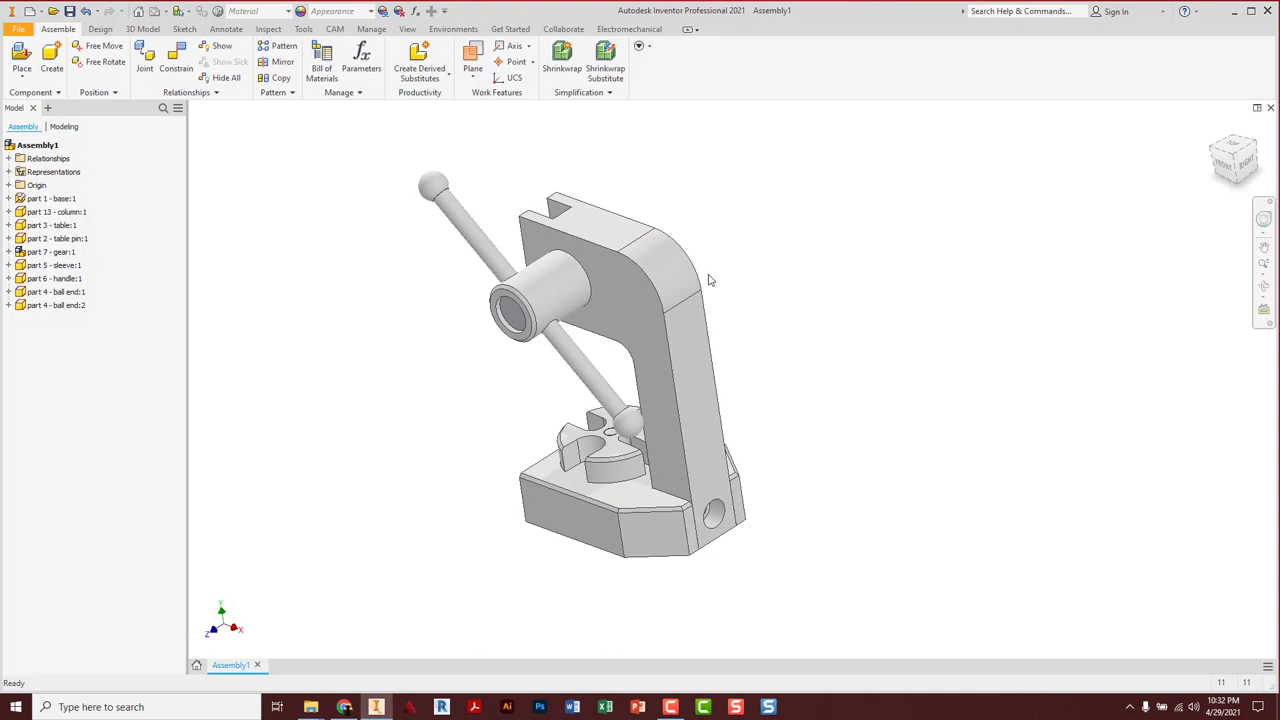 Material
Appearance
Autodesk Inventor Professional 2021 Assembly1
Search Help & Commands...
Sign In
File Assemble Design 3D Model Sketch Annotate Inspect Tools CAM Manage View Environments Get Started Collaborate Electromechanical
Place
Create
Free Move
Free Rotate
Joint
Constrain
Show
Show Sick
Hide All
Pattern
Mirror
Copy
Bill of
Materials
Parameters
Create Derived
Substitutes
Plane
Axis
Point
UCS
Shrinkwrap
Shrinkwrap
Substitute
Component
Position
Relationships
Pattern
Manage
Productivity
Work Features
Simplification
Model
Assembly Modeling
Assembly1
Relationships
Representations
Origin
part 1 - base:1
part 13 - column:1
part 3 - table:1
part 2 - table pin:1
part 7 - gear:1
part 5 - sleeve:1
part 6 - handle:1
part 4 - ball end:1
part 4 - ball end:2
FRONT
RIGHT
Y
Z
X
Assembly1
Ready
11 11
Type here to search
10:32 PM
4/29/2021